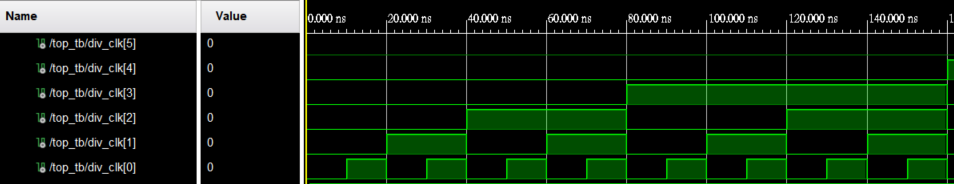 Name Value 0.000 ns 20.000 ns 40.000 ns 60.000 ns 80.000 ns 100.000 ns 120.000 ns 140.000 ns
/top_tb/div_clk[5] 0
/top_tb/div_clk[4] 0
/top_tb/div_clk[3] 0
/top_tb/div_clk[2] 0
/top_tb/div_clk[1] 0
/top_tb/div_clk[0] 0